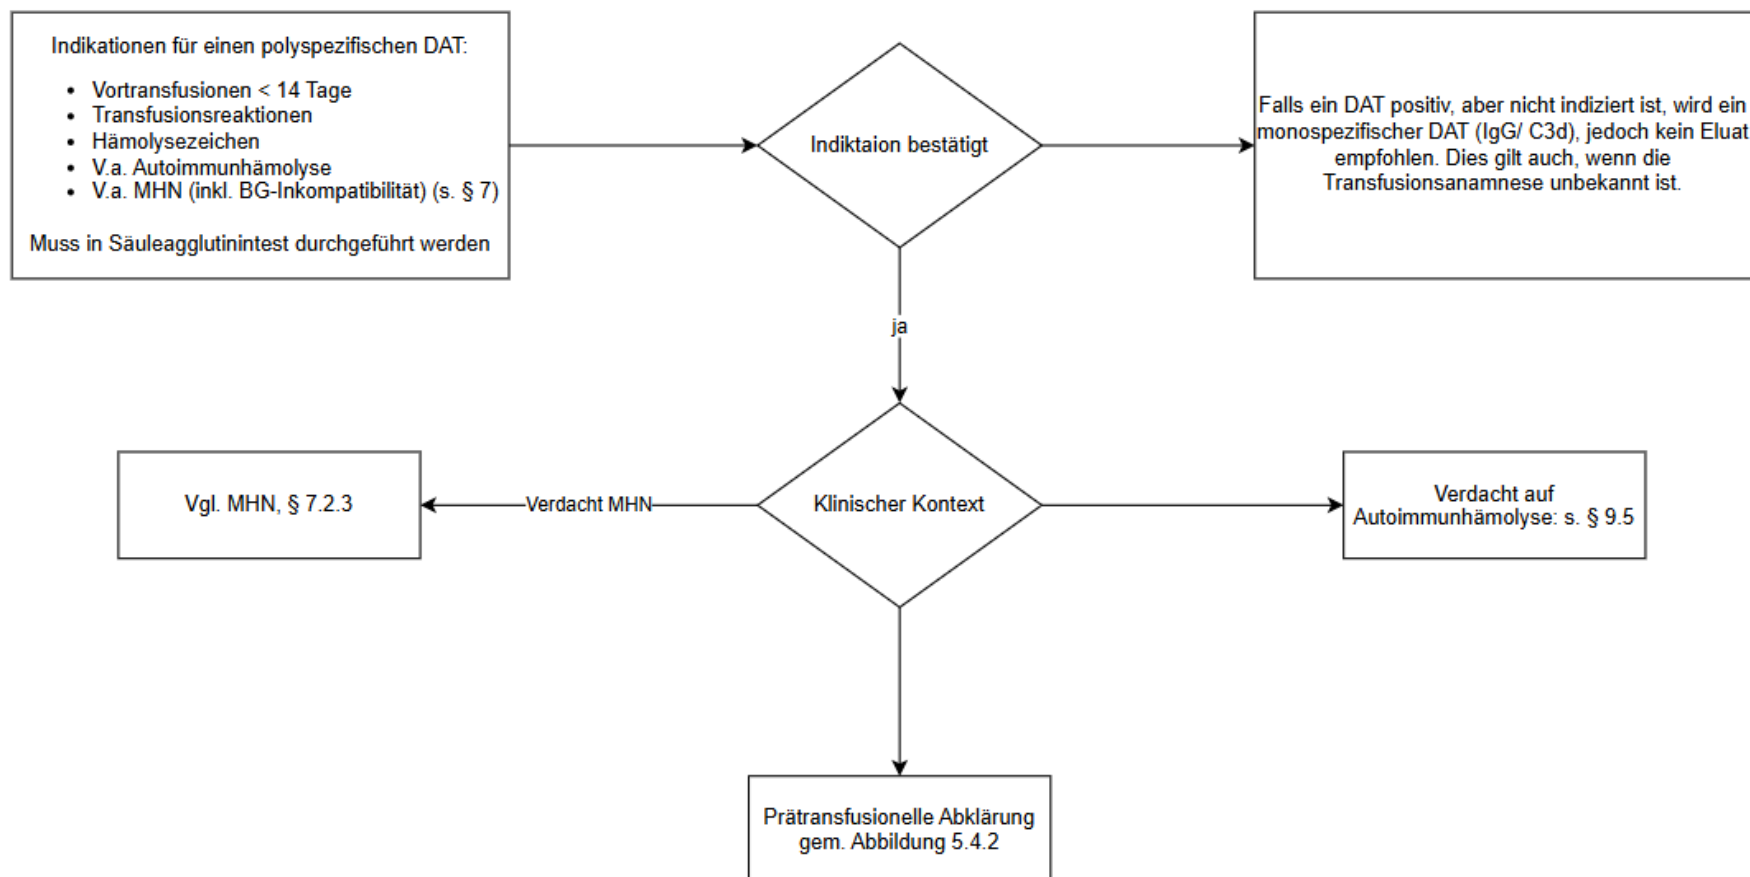 Indikationen für einen polyspezifischen DAT:
• Vortransfusionen < 14 Tage
• Transfusionsreaktionen
• Hämolysezeichen
• V.a. Autoimmunhämolyse
• V.a. MHN (inkl. BG-Inkompatibilität) (s. § 7)
Muss in Säuleagglutinintest durchgeführt werden
Indiktaion bestätigt
Falls ein DAT positiv, aber nicht indiziert ist, wird ein
monospezifischer DAT (IgG/ C3d), jedoch kein Eluat
empfohlen. Dies gilt auch, wenn die
Transfusionsanamnese unbekannt ist.
ja
Vgl. MHN, § 7.2.3
Verdacht MHN
Klinischer Context
Verdacht auf
Autoimmunhämolyse: s. § 9.5
Prätransfusionelle Abklärung
gem. Abbildung 5.4.2